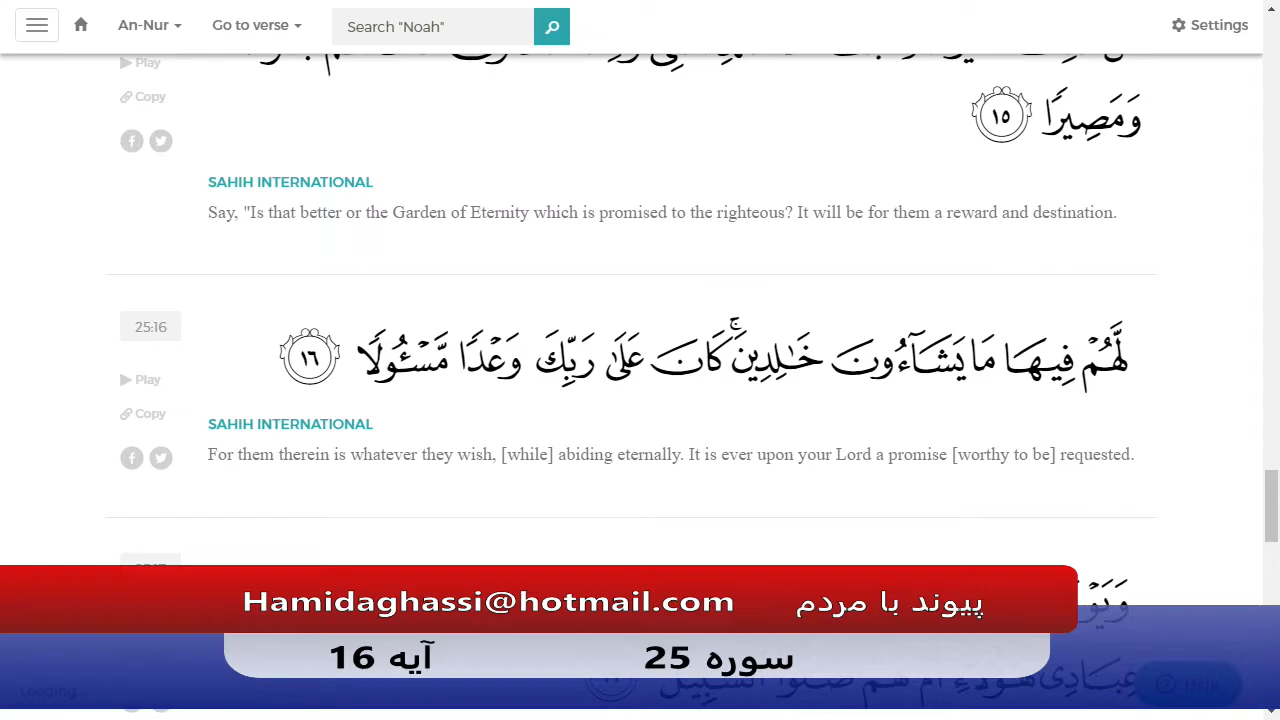 An-Nur Go to verse Search "Noah" Settings
Play
Copy
وَمَصِيرًا ١٥
SAHIH INTERNATIONAL
Say, "Is that better or the Garden of Eternity which is promised to the righteous? It will be for them a reward and destination.
25:16
لَّهُمْ فِيهَا مَا يَشَآءُونَ خَٰلِدِينَ ۚ كَانَ عَلَىٰ رَبِّكَ وَعْدًا مَّسْـُٔولًا ١٦
Play
Copy
SAHIH INTERNATIONAL
For them therein is whatever they wish, [while] abiding eternally. It is ever upon your Lord a promise [worthy to be] requested.
پیوند با مردم Hamidaghassi@hotmail.com
سوره 25 آیه 16
Loading
Help